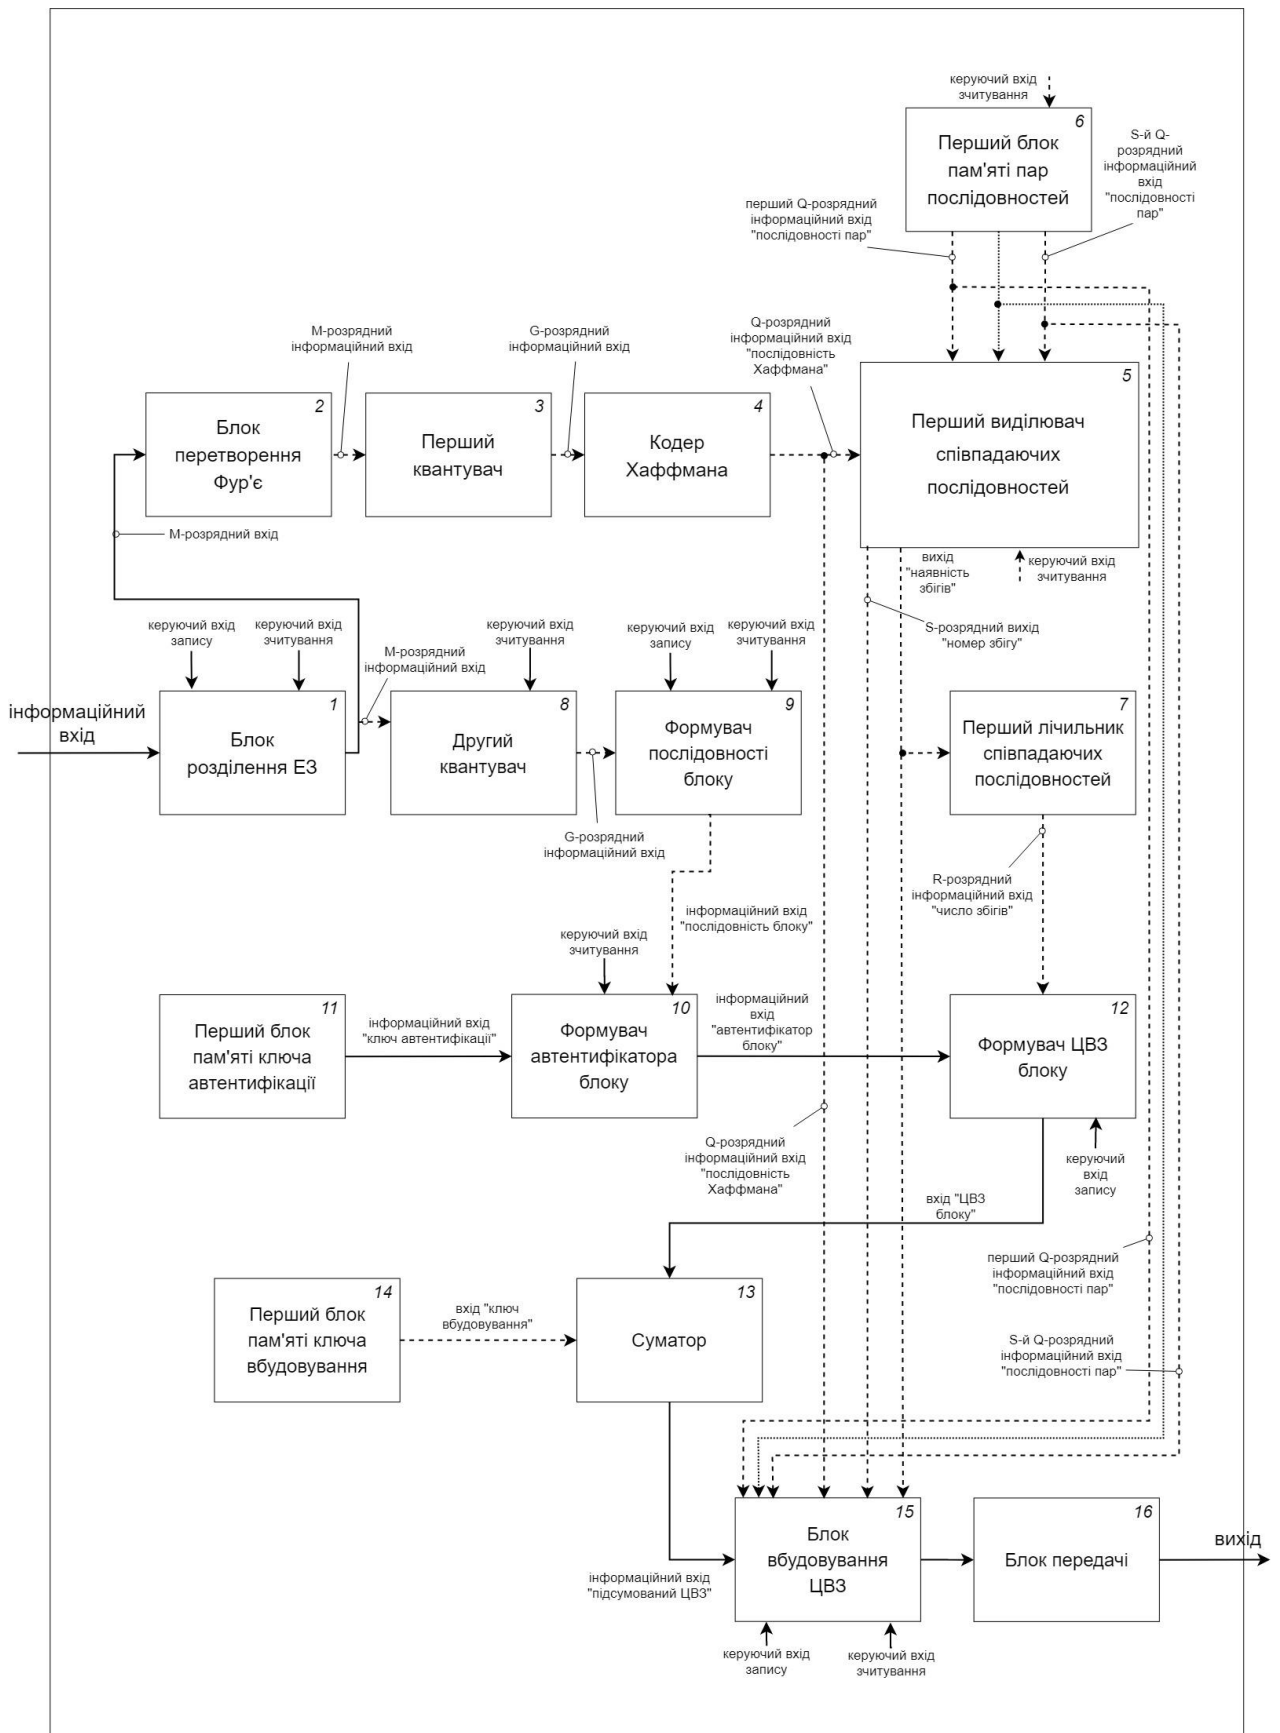 керуючий вхід
зчитування
6
Перший блок
пам'яті пар
послідовностей
S-й Q-
розрядний
інформаційний
вхід
"послідовності
пар"
перший Q-розрядний
інформаційний вхід
"послідовності пар"
М-розрядний
інформаційний вхід
G-розрядний
інформаційний вхід
Q-розрядний
інформаційний вхід
"послідовність
Хаффмана"
2
Блок
перетворення
Фур'є
3
Перший
квантувач
4
Кодер
Хаффмана
5
Перший виділювач
співпадаючих
послідовностей
М-розрядний вхід
вихід
"наявність
збігів"
керуючий вхід
зчитування
S-розрядний вихід
"номер збігу"
керуючий вхід
запису
керуючий вхід
зчитування
М-розрядний
інформаційний вхід
керуючий вхід
зчитування
керуючий вхід
запису
керуючий вхід
зчитування
інформаційний
вхід
1
Блок
розділення ЕЗ
8
Другий
квантувач
9
Формувач
послідовності
блоку
7
Перший лічильник
співпадаючих
послідовностей
G-розрядний
інформаційний вхід
R-розрядний
інформаційний вхід
"число збігів"
інформаційний вхід
"послідовність блоку"
керуючий вхід
зчитування
11
Перший блок
пам'яті ключа
автентифікації
інформаційний вхід
"ключ автентифікації"
10
Формувач
автентифікатора
блоку
інформаційний
вхід
"автентифікатор
блоку"
12
Формувач ЦВЗ
блоку
Q-розрядний
інформаційний вхід
"послідовність
Хаффмана"
керуючий
вхід
запису
вхід "ЦВЗ
блоку"
перший Q-розрядний
інформаційний вхід
"послідовності пар"
14
Перший блок
пам'яті ключа
вбудовування
вхід "ключ
вбудовування"
13
Суматор
S-й Q-розрядний
інформаційний вхід
"послідовності пар"
15
Блок
вбудовування
ЦВЗ
16
Блок передачі
вихід
інформаційний вхід
"підсумований ЦВЗ"
керуючий вхід
запису
керуючий вхід
зчитування